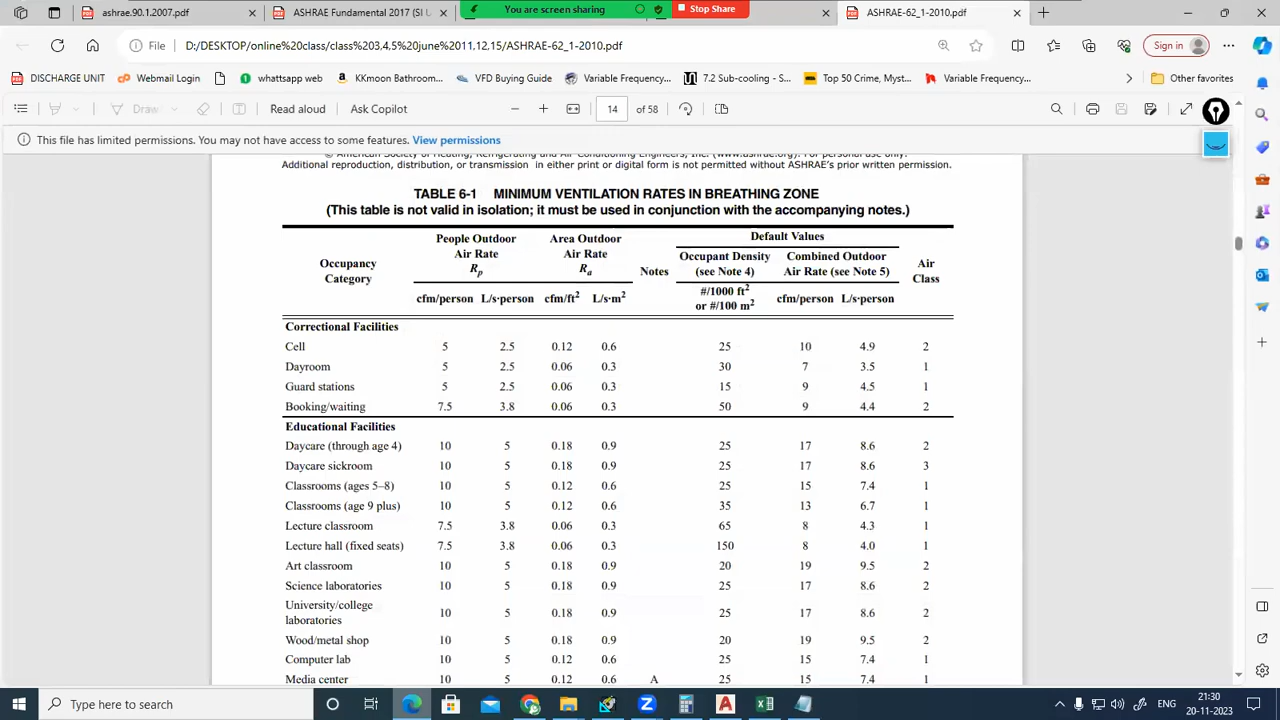 ashrae.90.1.2007.pdf
ASHRAE Fundamental 2017 (SI U
You are screen sharing
Stop Share
ASHRAE-62_1-2010.pdf
File D:/DESKTOP/online%20class/class%203,4,5%20june%2011.12.15/ASHRAE-62_1-2010.pdf
Sign in
DISCHARGE UNIT
Webmail Login
whattsapp web
KKmoon Bathroom...
VFD Buying Guide
Variable Frequency...
7.2 Sub-cooling - S...
Top 50 Crime, Myst...
Variable Frequency...
Other favorites
Draw
Read aloud
Ask Copilot
14 of 58
This file has limited permissions. You may not have access to some features. View permissions
© American Society of Heating, Refrigerating and Air-Conditioning Engineers, Inc. (www.ashrae.org). For personal use only.
Additional reproduction, distribution, or transmission in either print or digital form is not permitted without ASHRAE's prior written permission.
TABLE 6-1 MINIMUM VENTILATION RATES IN BREATHING ZONE
(This table is not valid in isolation; it must be used in conjunction with the accompanying notes.)
Occupancy Category
People Outdoor Air Rate Rp
Area Outdoor Air Rate Ra
Notes
Default Values
Occupant Density (see Note 4)
Combined Outdoor Air Rate (see Note 5)
Air Class
cfm/person L/s·person cfm/ft² L/s·m² #/1000 ft² or #/100 m² cfm/person L/s·person
Correctional Facilities
Cell 5 2.5 0.12 0.6 25 10 4.9 2
Dayroom 5 2.5 0.06 0.3 30 7 3.5 1
Guard stations 5 2.5 0.06 0.3 15 9 4.5 1
Booking/waiting 7.5 3.8 0.06 0.3 50 9 4.4 2
Educational Facilities
Daycare (through age 4) 10 5 0.18 0.9 25 17 8.6 2
Daycare sickroom 10 5 0.18 0.9 25 17 8.6 3
Classrooms (ages 5–8) 10 5 0.12 0.6 25 15 7.4 1
Classrooms (age 9 plus) 10 5 0.12 0.6 35 13 6.7 1
Lecture classroom 7.5 3.8 0.06 0.3 65 8 4.3 1
Lecture hall (fixed seats) 7.5 3.8 0.06 0.3 150 8 4.0 1
Art classroom 10 5 0.18 0.9 20 19 9.5 2
Science laboratories 10 5 0.18 0.9 25 17 8.6 2
University/college
laboratories 10 5 0.18 0.9 25 17 8.6 2
Wood/metal shop 10 5 0.18 0.9 20 19 9.5 2
Computer lab 10 5 0.12 0.6 25 15 7.4 1
Media center 10 5 0.12 0.6 A 25 15 7.4 1
Type here to search
ENG
21:30
20-11-2023